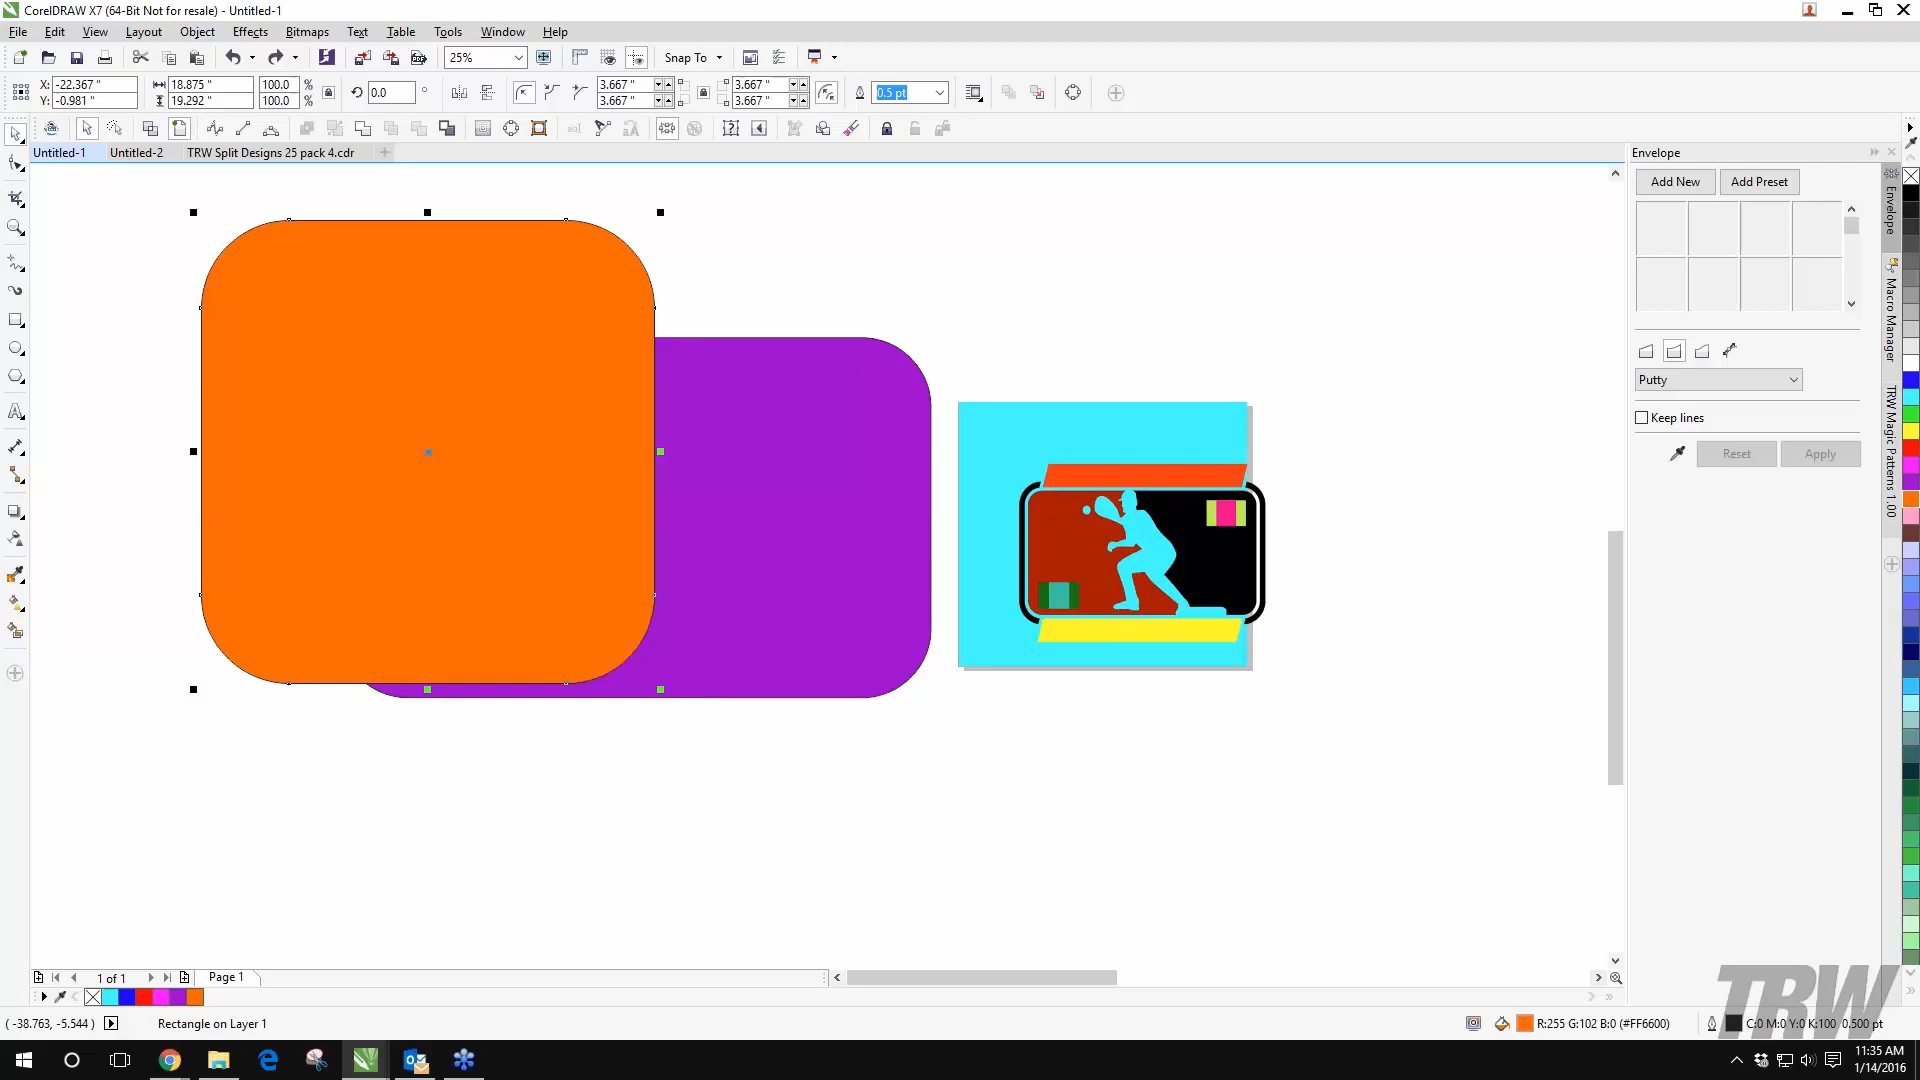 CorelDRAW X7 (64-Bit Not for resale) - Untitled-1
File Edit View Layout Object Effects Bitmaps Text Table Tools Window Help
25% Snap To
X: -22.367 " 18.875 " 100.0 % 3.667 " 3.667 "
0.0 ° 0.5 pt
Y: -0.981 " 19.292 " 100.0 % 3.667 " 3.667 "
Untitled-1 Untitled-2 TRW Split Designs 25 pack 4.cdr
Envelope
Add New Add Preset
Putty
Keep lines
Reset Apply
Envelope
Macro Manager
TRW Magic Patterns 1.00
1 of 1 Page 1
TRW
( -38.763, -5.544 ) Rectangle on Layer 1 R:255 G:102 B:0 (#FF6600) C:0 M:0 Y:0 K:100 0.500 pt
11:35 AM
1/14/2016